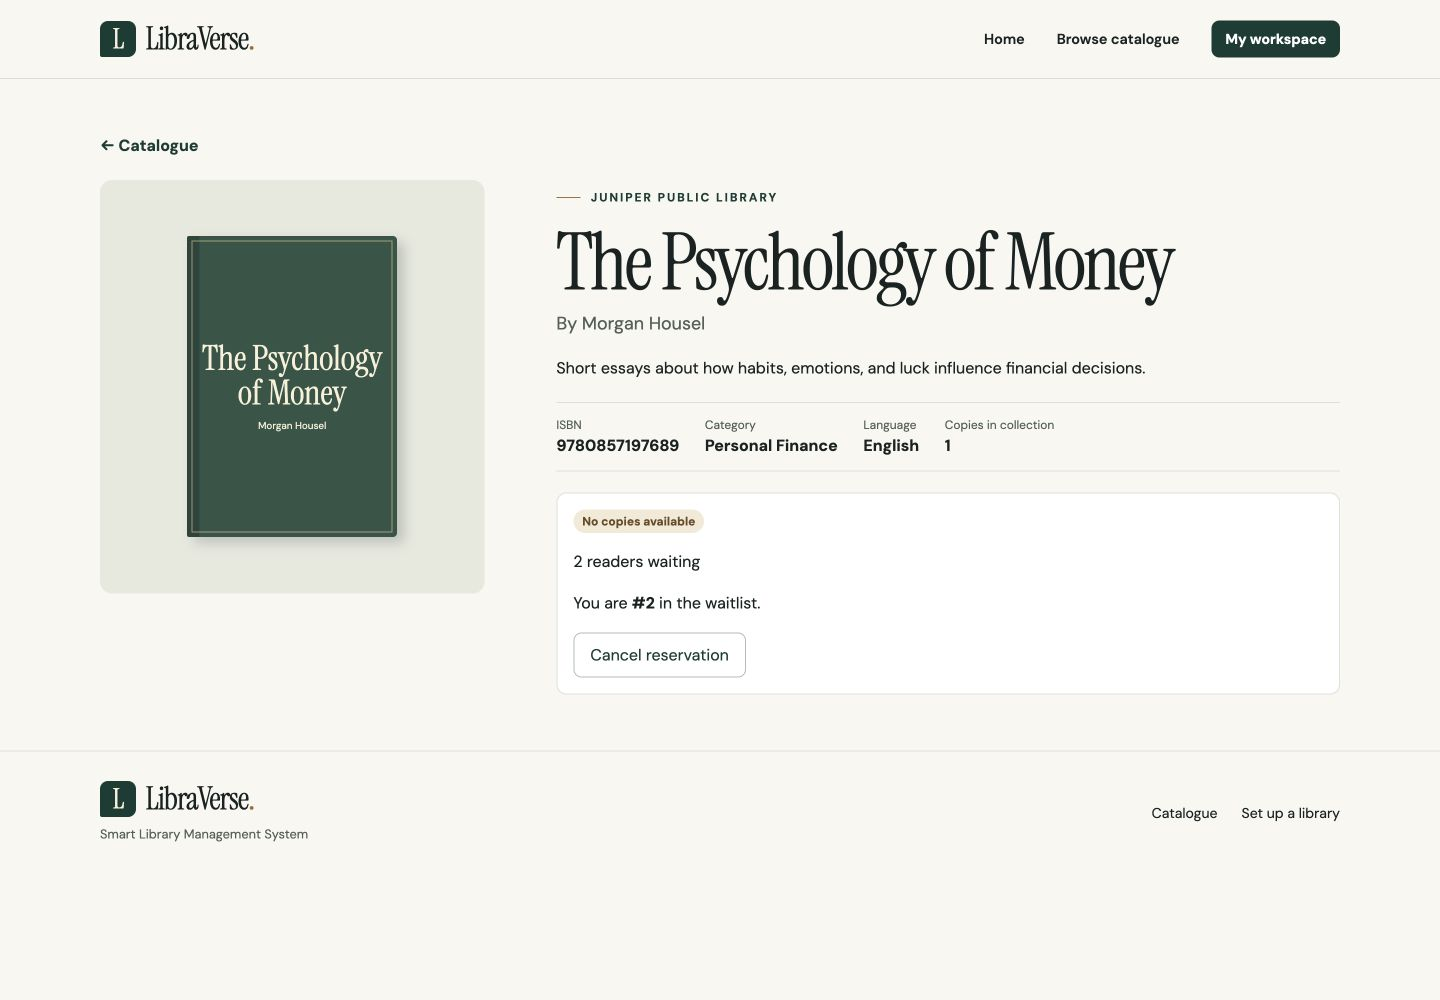 L LibraVerse.
Home Browse catalogue My workspace
← Catalogue
The Psychology
of Money
Morgan Housel
JUNIPER PUBLIC LIBRARY
The Psychology of Money
By Morgan Housel
Short essays about how habits, emotions, and luck influence financial decisions.
ISBN Category Language Copies in collection
9780857197689 Personal Finance English 1
No copies available
2 readers waiting
You are #2 in the waitlist.
Cancel reservation
L LibraVerse.
Smart Library Management System
Catalogue Set up a library